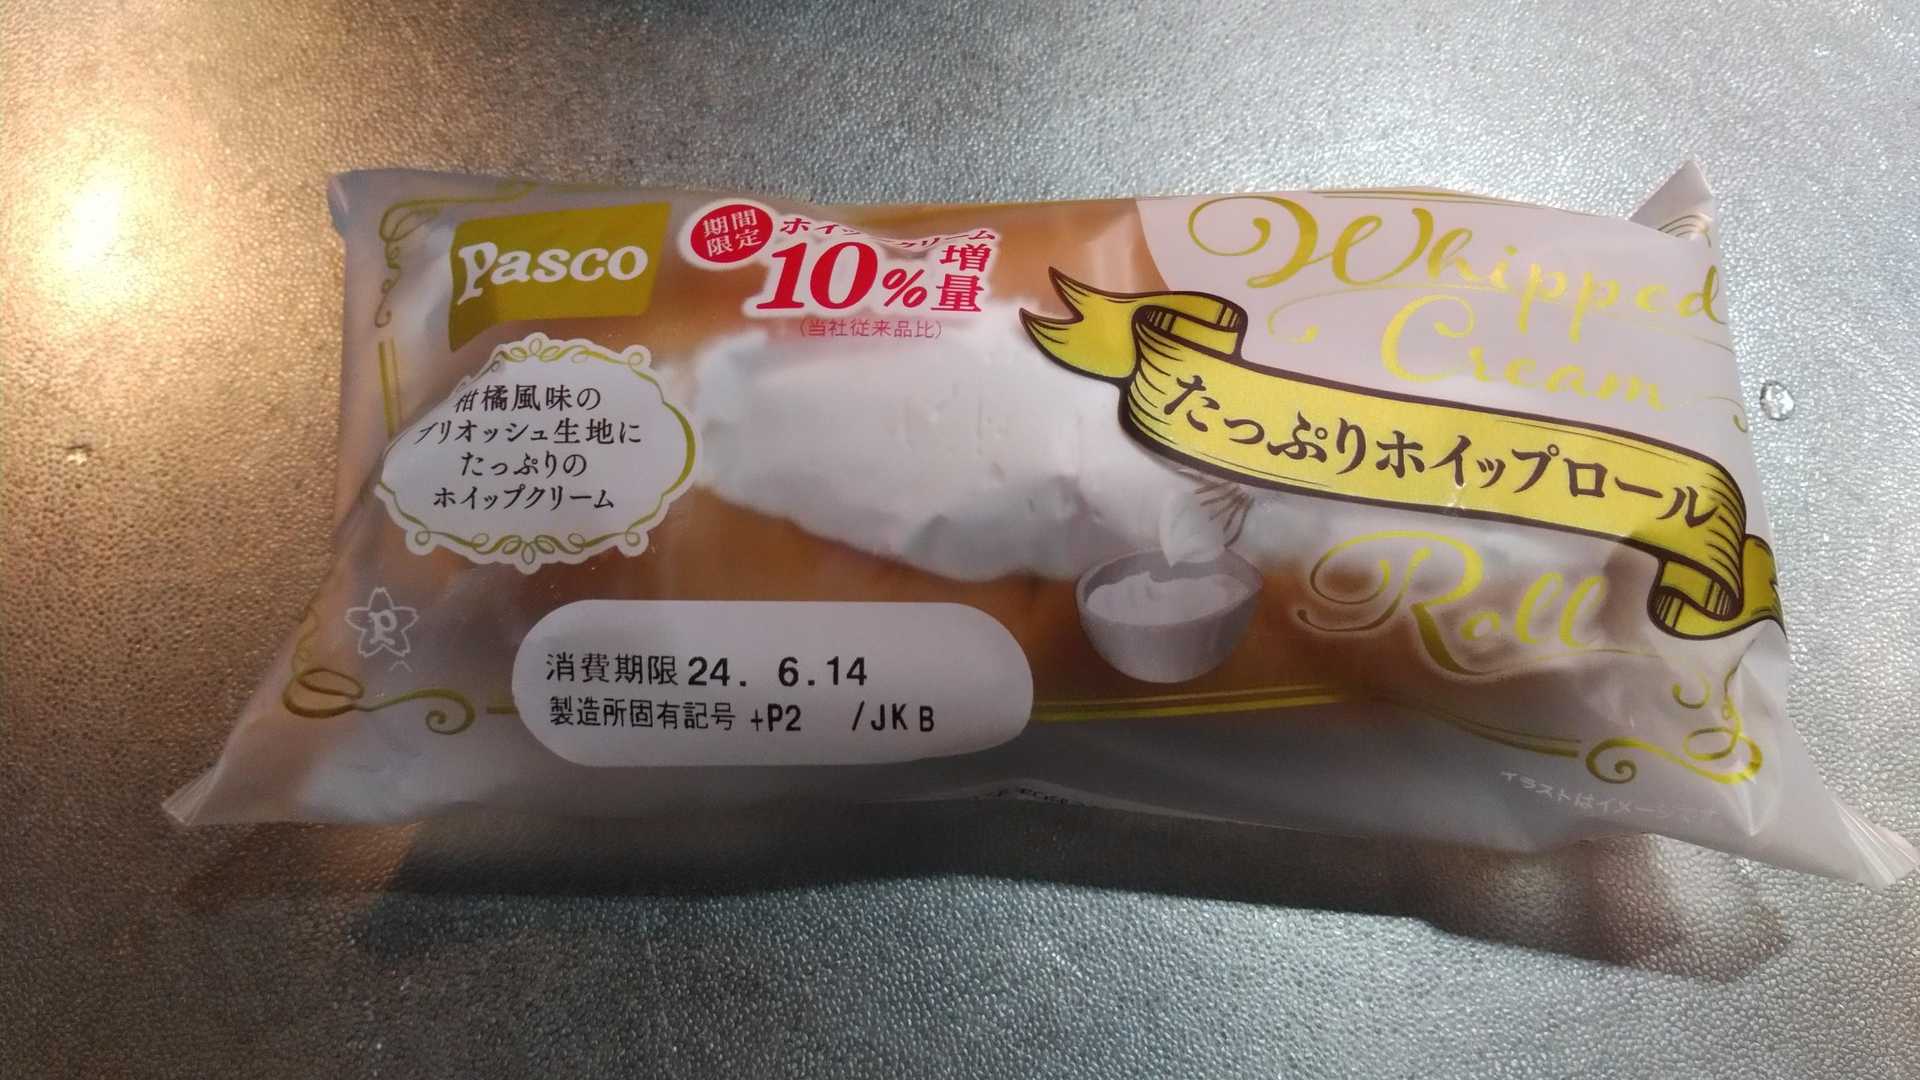 Pasco
期間
限定
ホイップクリーム
10%増量
(当社従来品比)
Whipped
Cream
たっぷりホイップロール
Roll
柑橘風味の
ブリオッシュ生地に
たっぷりの
ホイップクリーム
P
消費期限 24. 6.14
製造所固有記号 +P2 /JKB
イラストはイメージです